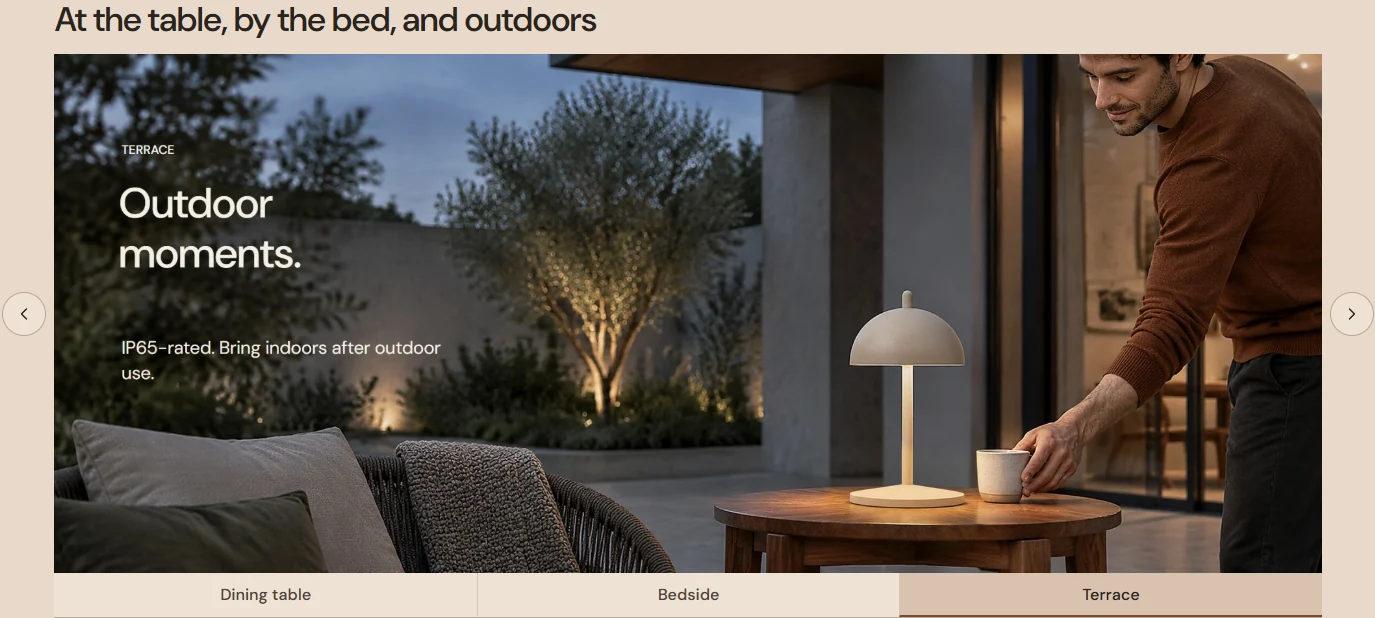 At the table, by the bed, and outdoors
TERRACE
Outdoor
moments.
IP65-rated. Bring indoors after outdoor
use.
Dining table
Bedside
Terrace